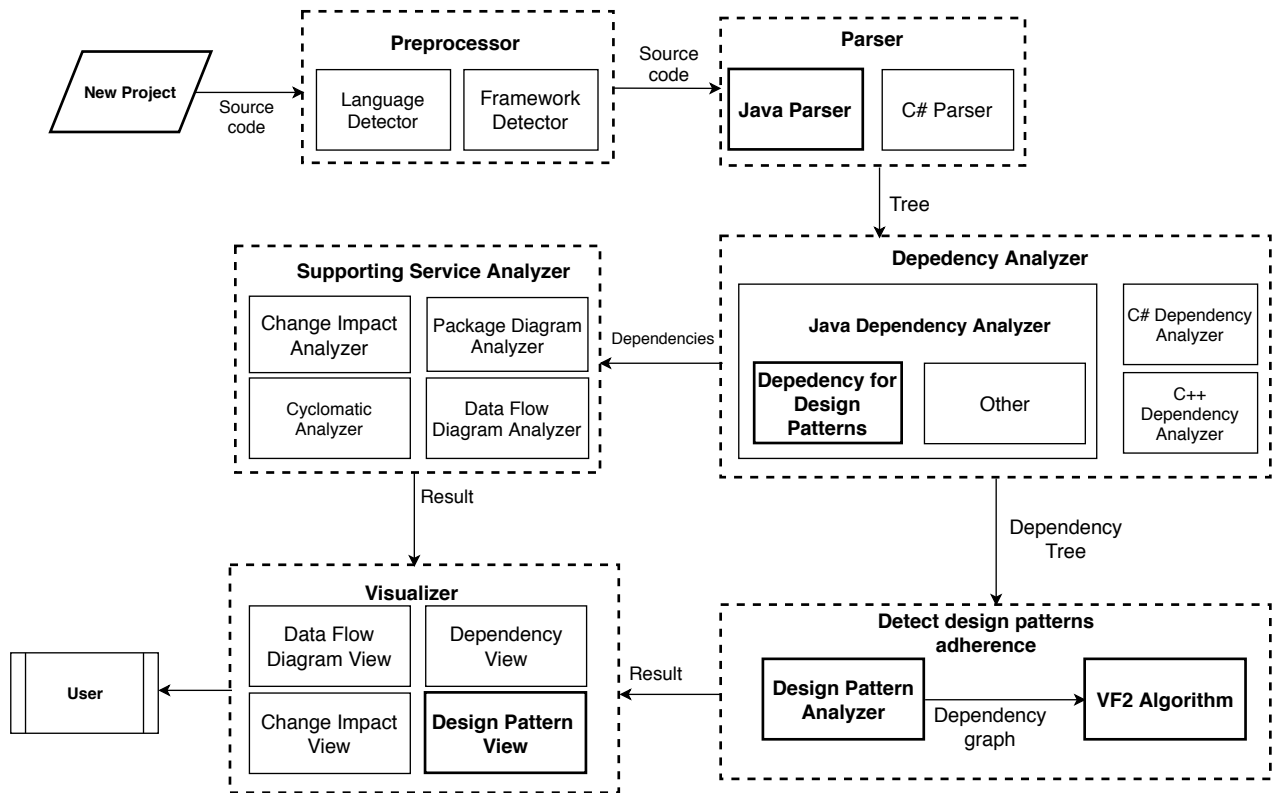 Preprocessor
Language
Detector
Framework
Detector
New Project
Source
code
Source
code
Parser
Java Parser
C# Parser
Tree
Depedency Analyzer
Java Dependency Analyzer
Depedency for
Design
Patterns
Other
C# Dependency
Analyzer
C++
Dependency
Analyzer
Dependencies
Supporting Service Analyzer
Change Impact
Analyzer
Package Diagram
Analyzer
Cyclomatic
Analyzer
Data Flow
Diagram Analyzer
Result
Dependency
Tree
Detect design patterns
adherence
Design Pattern
Analyzer
Dependency
graph
VF2 Algorithm
Result
Visualizer
Data Flow
Diagram View
Dependency
View
Change Impact
View
Design Pattern
View
User